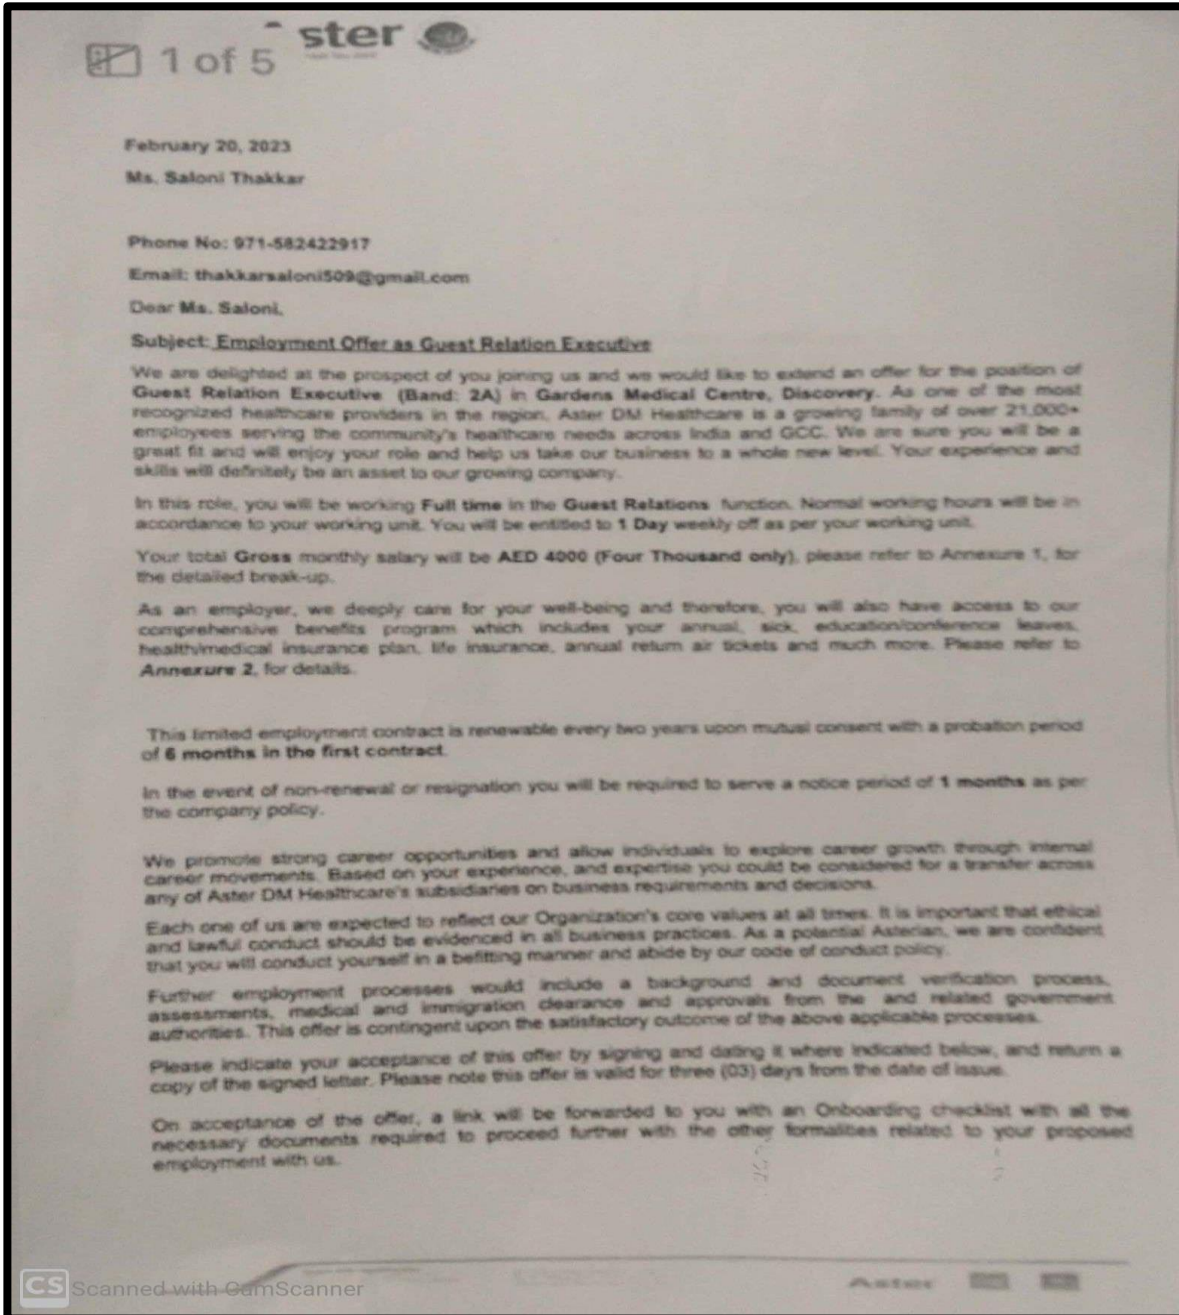 ster
1 of 5
February 20, 2023
Ms. Saloni Thakkar
Phone No: 971-582422917
Email: thakkarsaloni509@gmail.com
Dear Ms. Saloni,
Subject: Employment Offer as Guest Relation Executive
We are delighted at the prospect of you joining us and we would like to extend an offer for the position of
Guest Relation Executive (Band: 2A) in Gardens Medical Centre, Discovery. As one of the most
recognized healthcare providers in the region, Aster DM Healthcare is a growing family of over 21,000+
employees serving the community's healthcare needs across India and GCC. We are sure you will be a
great fit and will enjoy your role and help us take our business to a whole new level. Your experience and
skills will definitely be an asset to our growing company.
In this role, you will be working Full time in the Guest Relations function. Normal working hours will be in
accordance to your working unit. You will be entitled to 1 Day weekly off as per your working unit.
Your total Gross monthly salary will be AED 4000 (Four Thousand only), please refer to Annexure 1, for
the detailed break-up.
As an employer, we deeply care for your well-being and therefore, you will also have access to our
comprehensive benefits program which includes your annual, sick, education/conference leaves,
health/medical insurance plan, life insurance, annual return air tickets and much more. Please refer to
Annexure 2, for details.
This limited employment contract is renewable every two years upon mutual consent with a probation period
of 6 months in the first contract.
In the event of non-renewal or resignation you will be required to serve a notice period of 1 months as per
the company policy.
We promote strong career opportunities and allow individuals to explore career growth through internal
career movements. Based on your experience, and expertise you could be considered for a transfer across
any of Aster DM Healthcare's subsidiaries on business requirements and decisions.
Each one of us are expected to reflect our Organization's core values at all times. It is important that ethical
and lawful conduct should be evidenced in all business practices. As a potential Asterian, we are confident
that you will conduct yourself in a befitting manner and abide by our code of conduct policy.
Further employment processes would include a background and document verification process,
assessments, medical and immigration clearance and approvals from the and related government
authorities. This offer is contingent upon the satisfactory outcome of the above applicable processes.
Please indicate your acceptance of this offer by signing and dating it where indicated below, and return a
copy of the signed letter. Please note this offer is valid for three (03) days from the date of issue.
On acceptance of the offer, a link will be forwarded to you with an Onboarding checklist with all the
necessary documents required to proceed further with the other formalities related to your proposed
employment with us.
Aster
CS Scanned with CamScanner